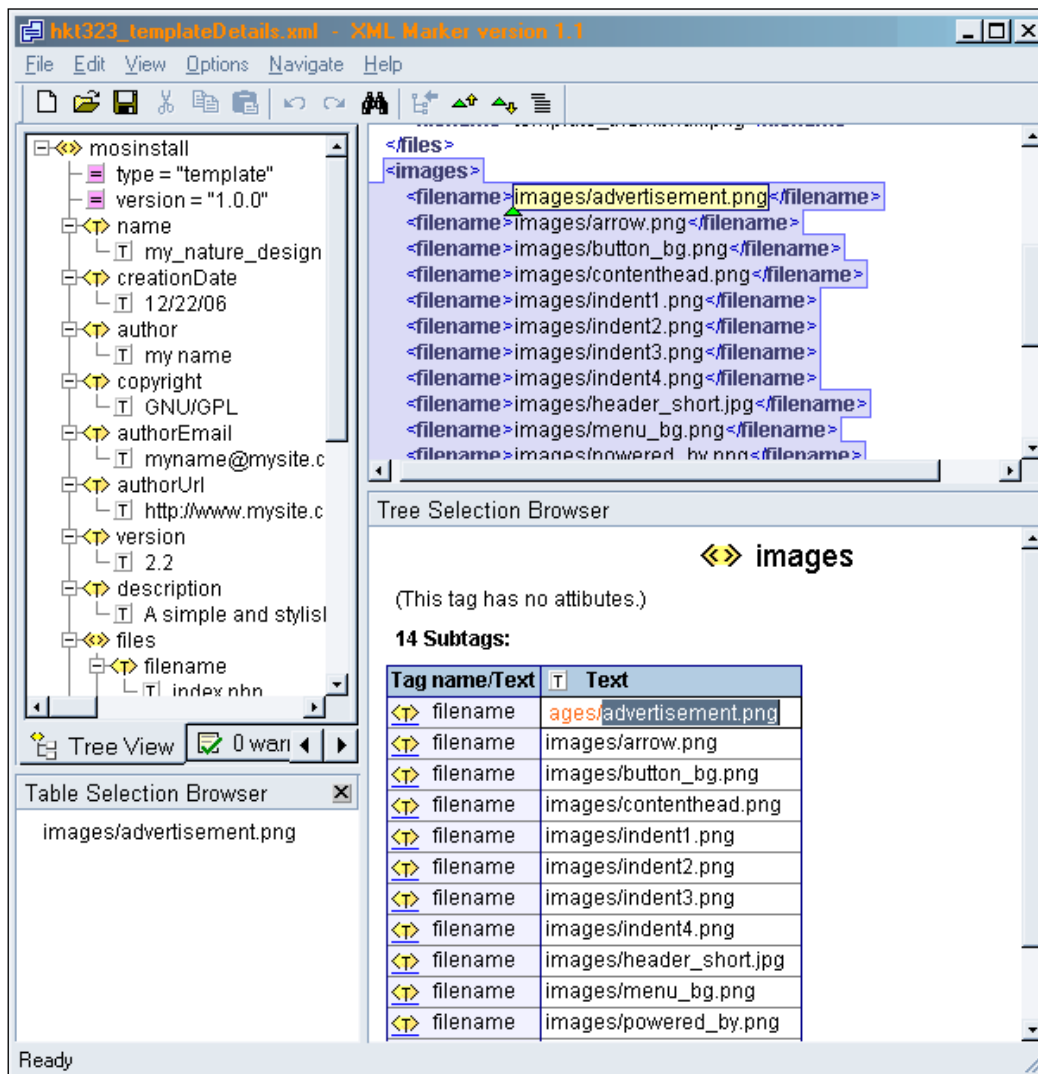 hkt323_templateDetails.xml - XML Marker version 1.1
File Edit View Options Navigate Help
mosinstall
type = "template"
version = "1.0.0"
name
my_nature_design
creationDate
12/22/06
author
my name
copyright
GNU/GPL
authorEmail
myname@mysite.c
authorUrl
http://www.mysite.c
version
2.2
description
A simple and stylisl
files
filename
index.php
Tree View 0 warr
Table Selection Browser
images/advertisement.png
</files>
<images>
<filename>images/advertisement.png</filename>
<filename>images/arrow.png</filename>
<filename>images/button_bg.png</filename>
<filename>images/contenthead.png</filename>
<filename>images/indent1.png</filename>
<filename>images/indent2.png</filename>
<filename>images/indent3.png</filename>
<filename>images/indent4.png</filename>
<filename>images/header_short.jpg</filename>
<filename>images/menu_bg.png</filename>
<filename>images/powered_by.png</filename>
Tree Selection Browser
<> images
(This tag has no attibutes.)
14 Subtags:
Tag name/Text T Text
<T> filename ages/advertisement.png
<T> filename images/arrow.png
<T> filename images/button_bg.png
<T> filename images/contenthead.png
<T> filename images/indent1.png
<T> filename images/indent2.png
<T> filename images/indent3.png
<T> filename images/indent4.png
<T> filename images/header_short.jpg
<T> filename images/menu_bg.png
<T> filename images/powered_by.png
Ready